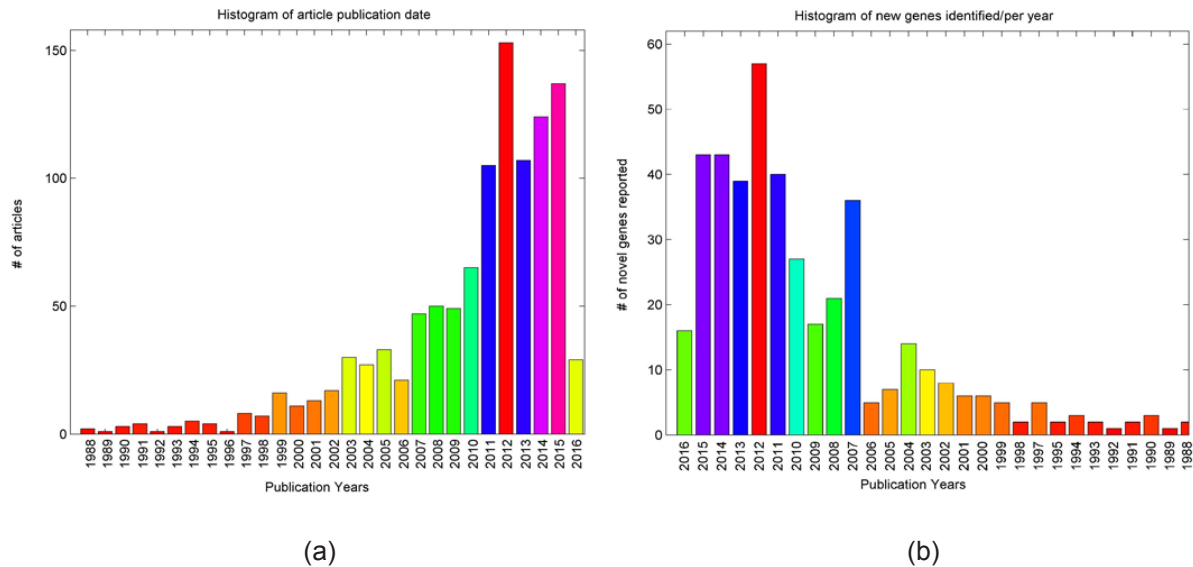 Histogram of article publication date
# of articles
150
100
50
0
1988 1989 1990 1991 1992 1993 1994 1995 1996 1997 1998 1999 2000 2001 2002 2003 2004 2005 2006 2007 2008 2009 2010 2011 2012 2013 2014 2015 2016
Publication Years
(a)
Histogram of new genes identified/per year
# of novel genes reported
60
50
40
30
20
10
0
2016 2015 2014 2013 2012 2011 2010 2009 2008 2007 2006 2005 2004 2003 2002 2001 2000 1999 1998 1997 1995 1994 1993 1992 1991 1990 1989 1988
Publication Years
(b)